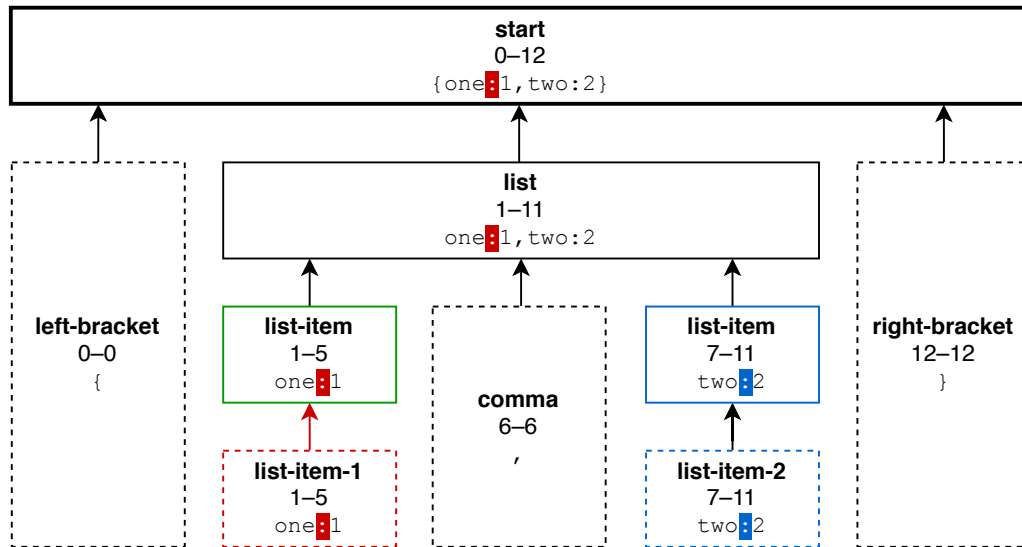 start
0–12
{one:1,two:2}
list
1–11
one:1,two:2
left-bracket
0–0
{
list-item
1–5
one:1
comma
6–6
,
list-item
7–11
two:2
right-bracket
12–12
}
list-item-1
1–5
one:1
list-item-2
7–11
two:2